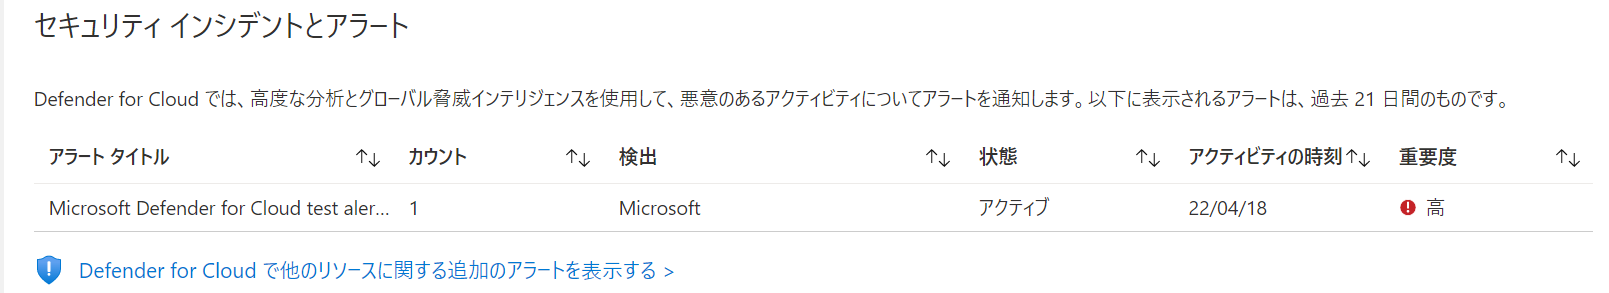 セキュリティ インシデントとアラート
Defender for Cloud では、高度な分析とグローバル脅威インテリジェンスを使用して、悪意のあるアクティビティについてアラートを通知します。以下に表示されるアラートは、過去 21 日間のものです。
アラート タイトル ↑↓ カウント ↑↓ 検出 ↑↓ 状態 ↑↓ アクティビティの時刻 ↑↓ 重要度 ↑↓
Microsoft Defender for Cloud test aler... 1 Microsoft アクティブ 22/04/18 高
Defender for Cloud で他のリソースに関する追加のアラートを表示する >